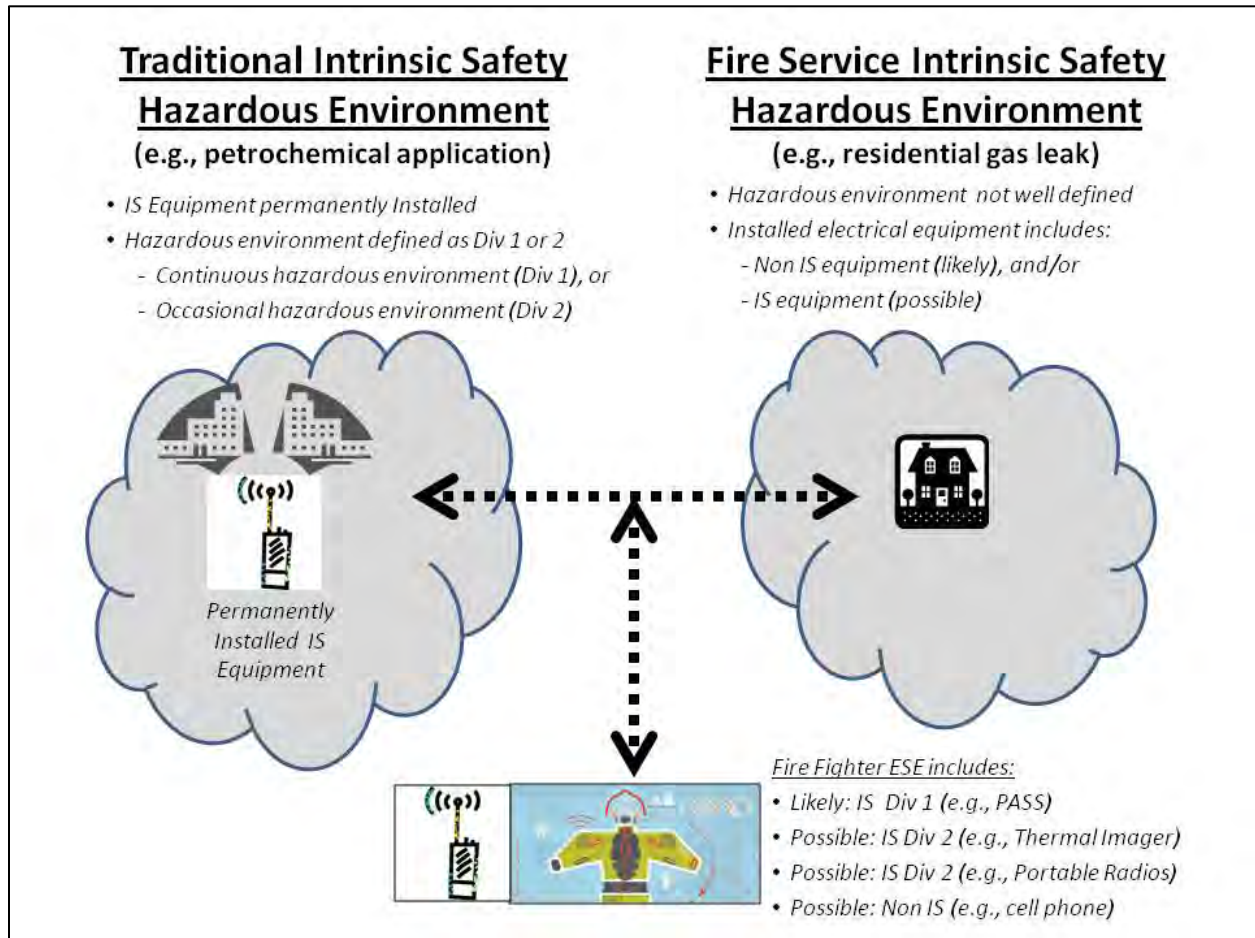 Traditional Intrinsic Safety
Hazardous Environment
(e.g., petrochemical application)
• IS Equipment permanently Installed
• Hazardous environment defined as Div 1 or 2
- Continuous hazardous environment (Div 1), or
- Occasional hazardous environment (Div 2)
Fire Service Intrinsic Safety
Hazardous Environment
(e.g., residential gas leak)
• Hazardous environment not well defined
• Installed electrical equipment includes:
- Non IS equipment (likely), and/or
- IS equipment (possible)
Permanently
Installed IS
Equipment
Fire Fighter ESE includes:
• Likely: IS Div 1 (e.g., PASS)
• Possible: IS Div 2 (e.g., Thermal Imager)
• Possible: IS Div 2 (e.g., Portable Radios)
• Possible: Non IS (e.g., cell phone)